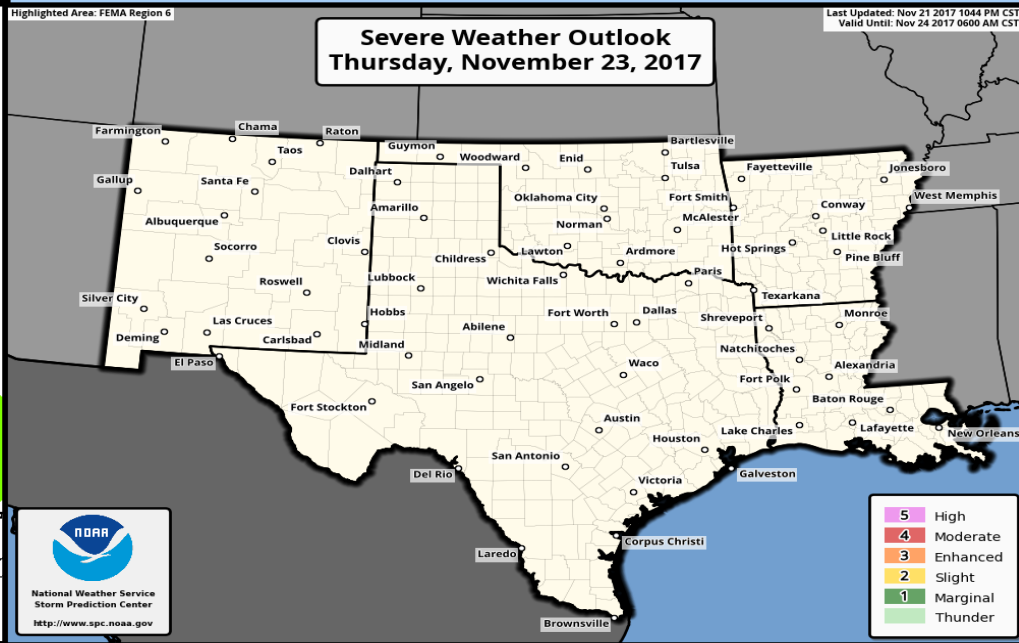 Highlighted Area: FEMA Region 6
Last Updated: Nov 21 2017 1044 PM CST
Valid Until: Nov 24 2017 0600 AM CST
Severe Weather Outlook
Thursday, November 23, 2017
Farmington
Chama
Raton
Taos
Gallup
Santa Fe
Albuquerque
Socorro
Clovis
Roswell
Silver City
Las Cruces
Deming
Carlsbad
Hobbs
El Paso
Guymon
Woodward
Enid
Bartlesville
Tulsa
Dalhart
Amarillo
Oklahoma City
Fort Smith
Norman
McAlester
Childress
Lawton
Ardmore
Fayetteville
Jonesboro
West Memphis
Conway
Little Rock
Hot Springs
Pine Bluff
Lubbock
Wichita Falls
Paris
Texarkana
Fort Worth
Dallas
Shreveport
Monroe
Abilene
Midland
Natchitoches
Waco
Alexandria
San Angelo
Fort Polk
Fort Stockton
Baton Rouge
Austin
Lake Charles
Lafayette
New Orleans
Houston
San Antonio
Del Rio
Galveston
Victoria
Laredo
Corpus Christi
Brownsville
NOAA
National Weather Service
Storm Prediction Center
http://www.spc.noaa.gov
5 High
4 Moderate
3 Enhanced
2 Slight
1 Marginal
Thunder